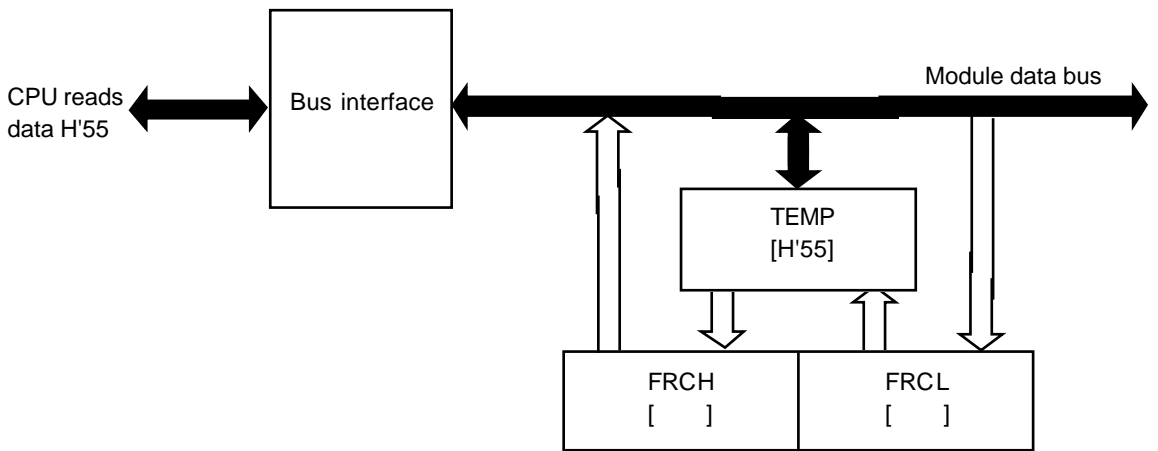 CPU reads
data H'55
Bus interface
Module data bus
TEMP
[H'55]
FRCH
[ ]
FRCL
[ ]